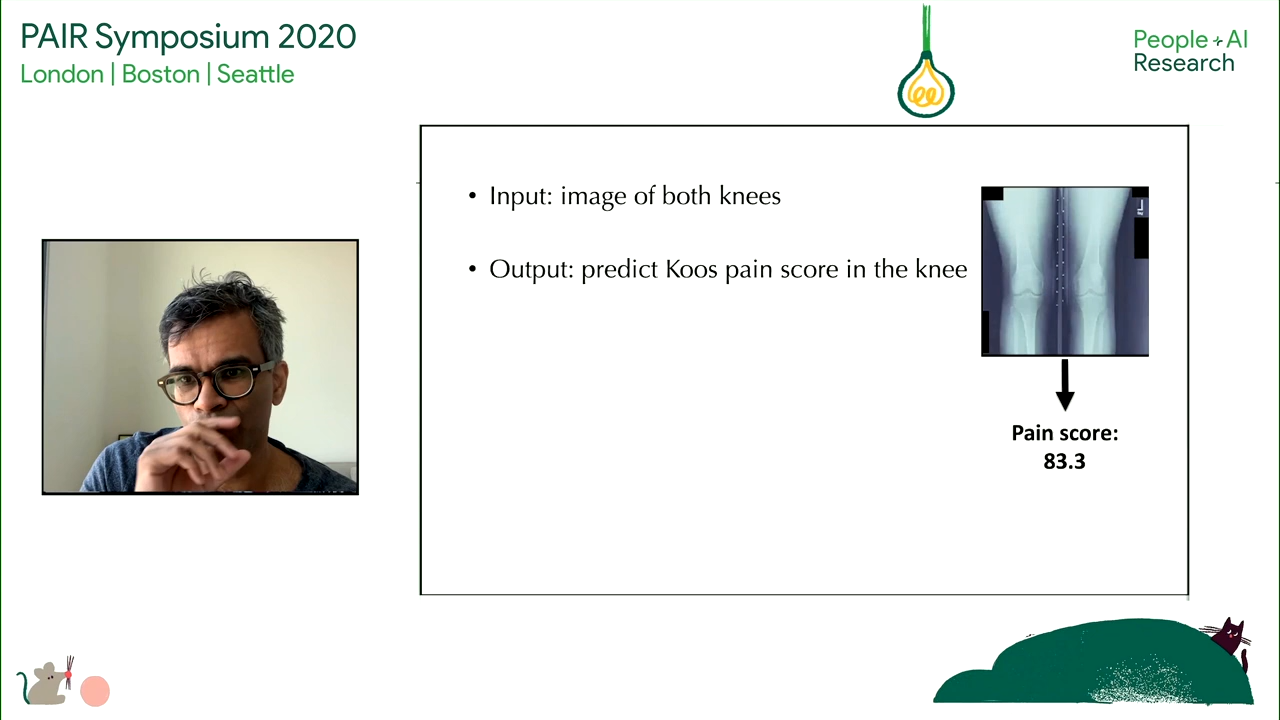 PAIR Symposium 2020
London | Boston | Seattle
People + AI
Research
• Input: image of both knees
• Output: predict Koos pain score in the knee
L
Pain score:
83.3